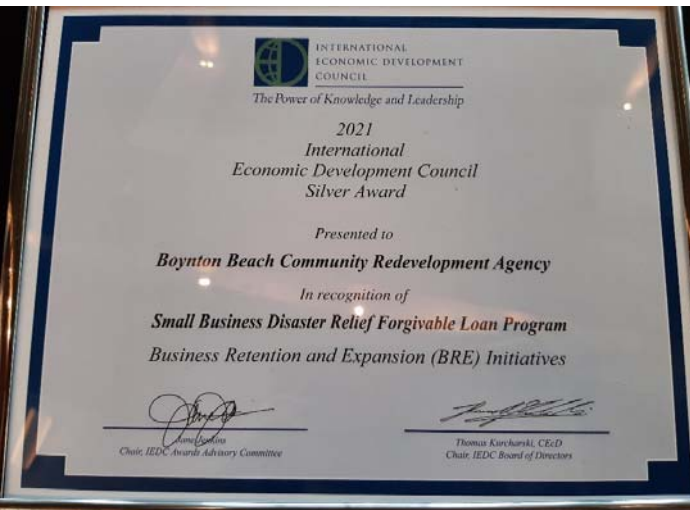 INTERNATIONAL
ECONOMIC DEVELOPMENT
COUNCIL
The Power of Knowledge and Leadership
2021
International
Economic Development Council
Silver Award
Presented to
Boynton Beach Community Redevelopment Agency
In recognition of
Small Business Disaster Relief Forgivable Loan Program
Business Retention and Expansion (BRE) Initiatives
Chair, IEDC Awards Advisory Committee
Thomas Kurcharski, CEcD
Chair, IEDC Board of Directors